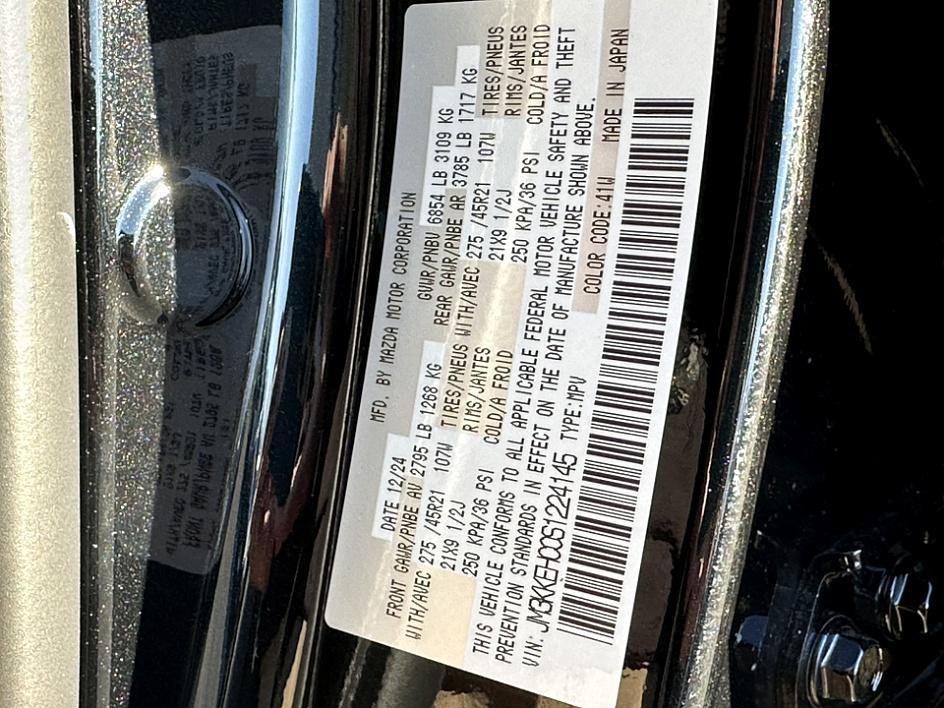 MFD. BY MAZDA MOTOR CORPORATION
DATE 12/24 GVWR/PNBV 6854 LB 3109 KG
FRONT GAWR/PNBE AV 2795 LB 1268 KG REAR GAWR/PNBE AR 3785 LB 1717 KG
WITH/AVEC 275 /45R21 107W TIRES/PNEUS WITH/AVEC 275 /45R21 107W TIRES/PNEUS
21X9 1/2J RIMS/JANTES 21X9 1/2J RIMS/JANTES
250 KPA/36 PSI COLD/A FROID 250 KPA/36 PSI COLD/A FROID
THIS VEHICLE CONFORMS TO ALL APPLICABLE FEDERAL MOTOR VEHICLE SAFETY AND THEFT
PREVENTION STANDARDS IN EFFECT ON THE DATE OF MANUFACTURE SHOWN ABOVE.
VIN: JM3KKEHC0S1224145 TYPE:MPV COLOR CODE:41W MADE IN JAPAN